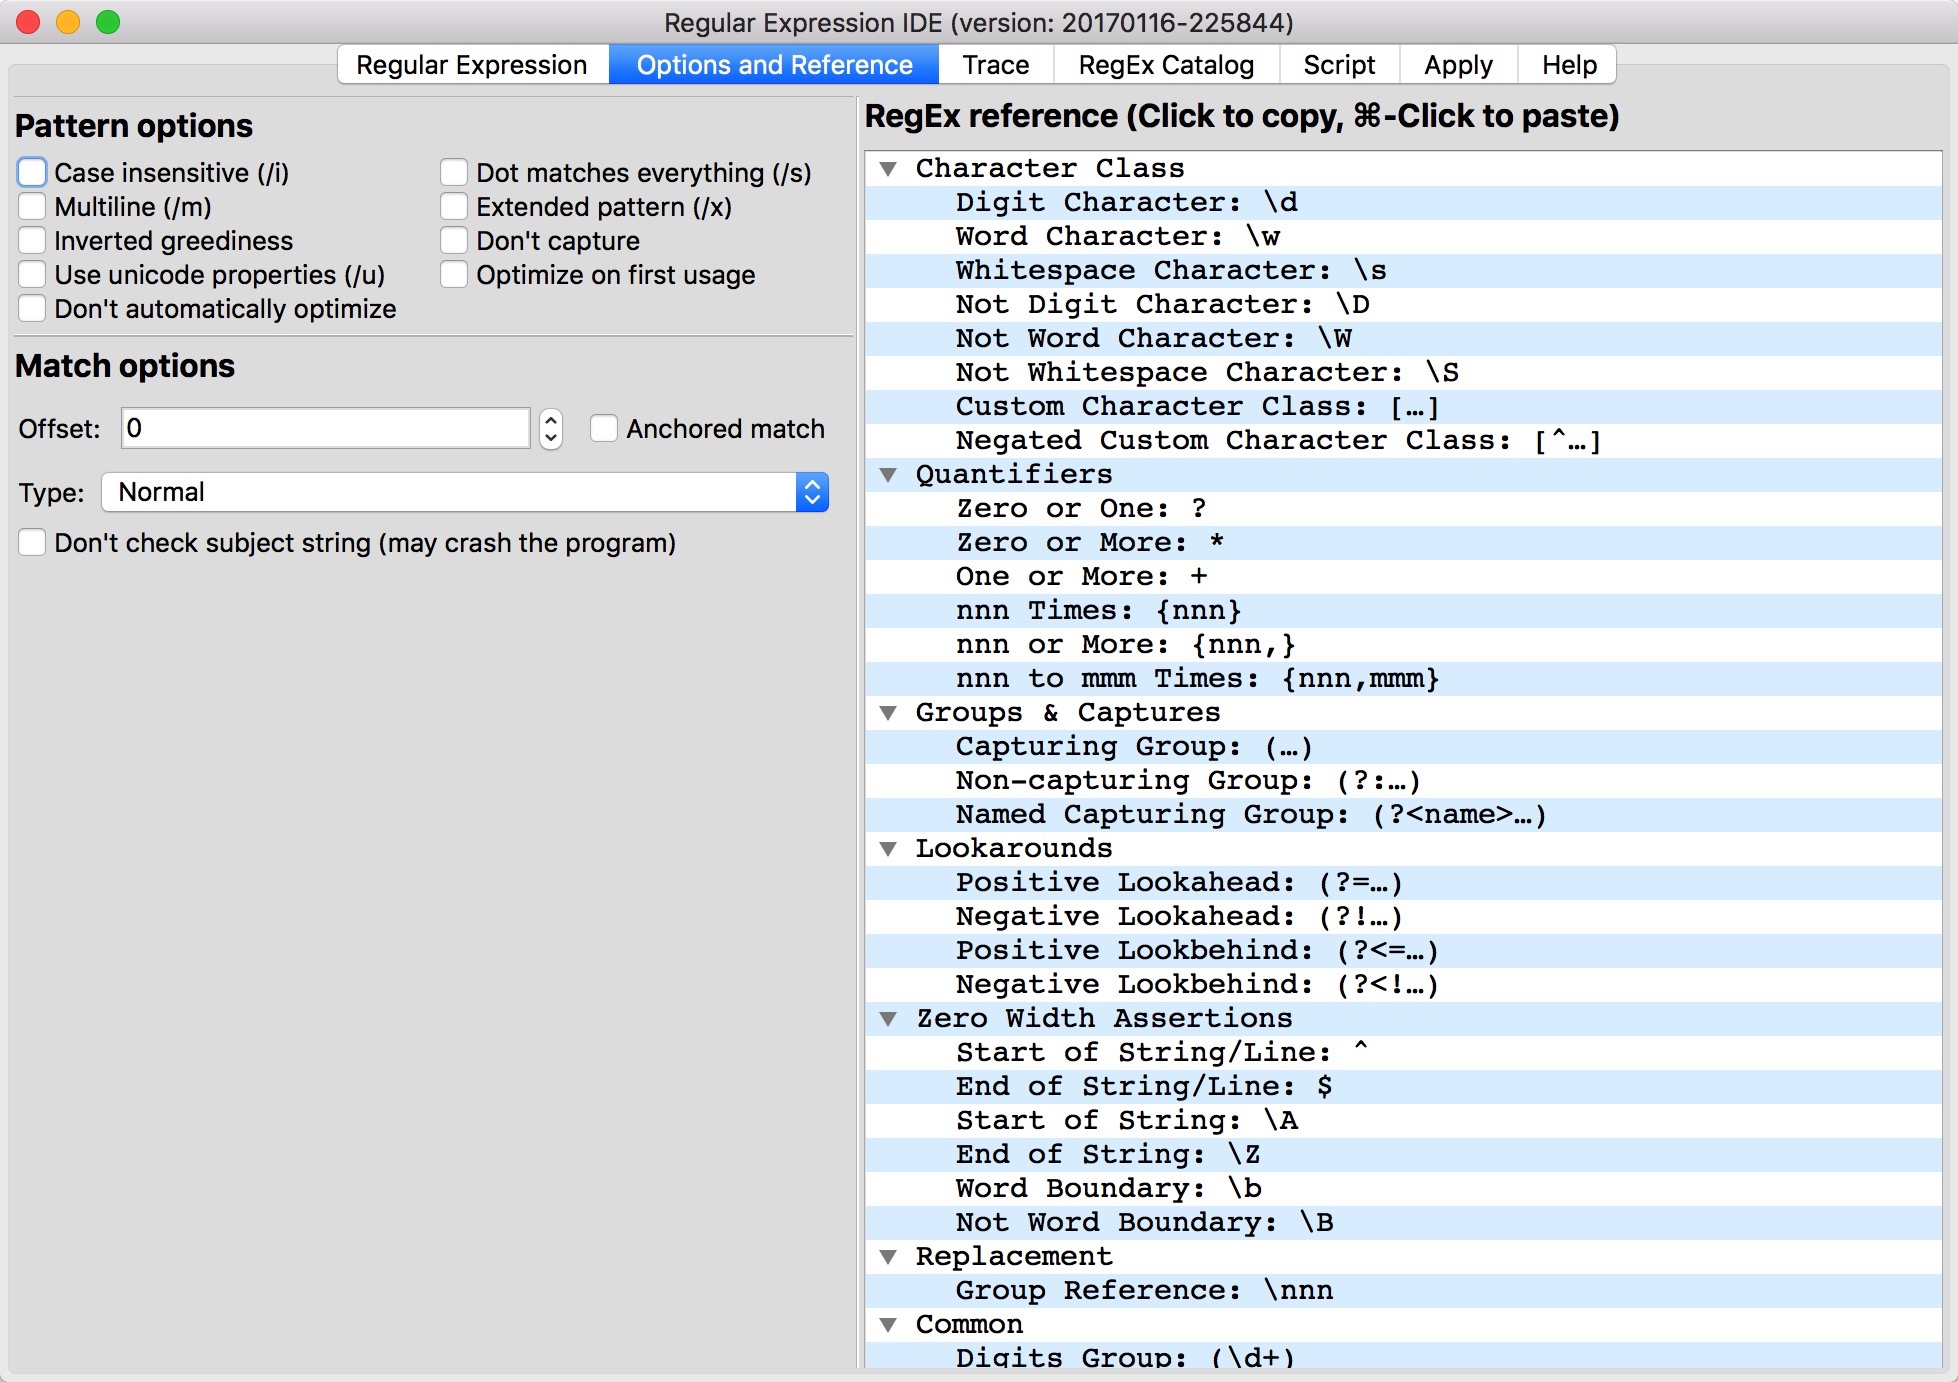 Regular Expression IDE (version: 20170116-225844)
Regular Expression Options and Reference Trace RegEx Catalog Script Apply Help
Pattern options
Case insensitive (/i) Dot matches everything (/s)
Multiline (/m) Extended pattern (/x)
Inverted greediness Don't capture
Use unicode properties (/u) Optimize on first usage
Don't automatically optimize
Match options
Offset: 0 Anchored match
Type: Normal
Don't check subject string (may crash the program)
RegEx reference (Click to copy, ⌘-Click to paste)
Character Class
Digit Character: \d
Word Character: \w
Whitespace Character: \s
Not Digit Character: \D
Not Word Character: \W
Not Whitespace Character: \S
Custom Character Class: […]
Negated Custom Character Class: [^…]
Quantifiers
Zero or One: ?
Zero or More: *
One or More: +
nnn Times: {nnn}
nnn or More: {nnn,}
nnn to mmm Times: {nnn,mmm}
Groups & Captures
Capturing Group: (…)
Non-capturing Group: (?:…)
Named Capturing Group: (?<name>…)
Lookarounds
Positive Lookahead: (?=…)
Negative Lookahead: (?!…)
Positive Lookbehind: (?<=…)
Negative Lookbehind: (?<!…)
Zero Width Assertions
Start of String/Line: ^
End of String/Line: $
Start of String: \A
End of String: \Z
Word Boundary: \b
Not Word Boundary: \B
Replacement
Group Reference: \nnn
Common
Digits Group: (\d+)